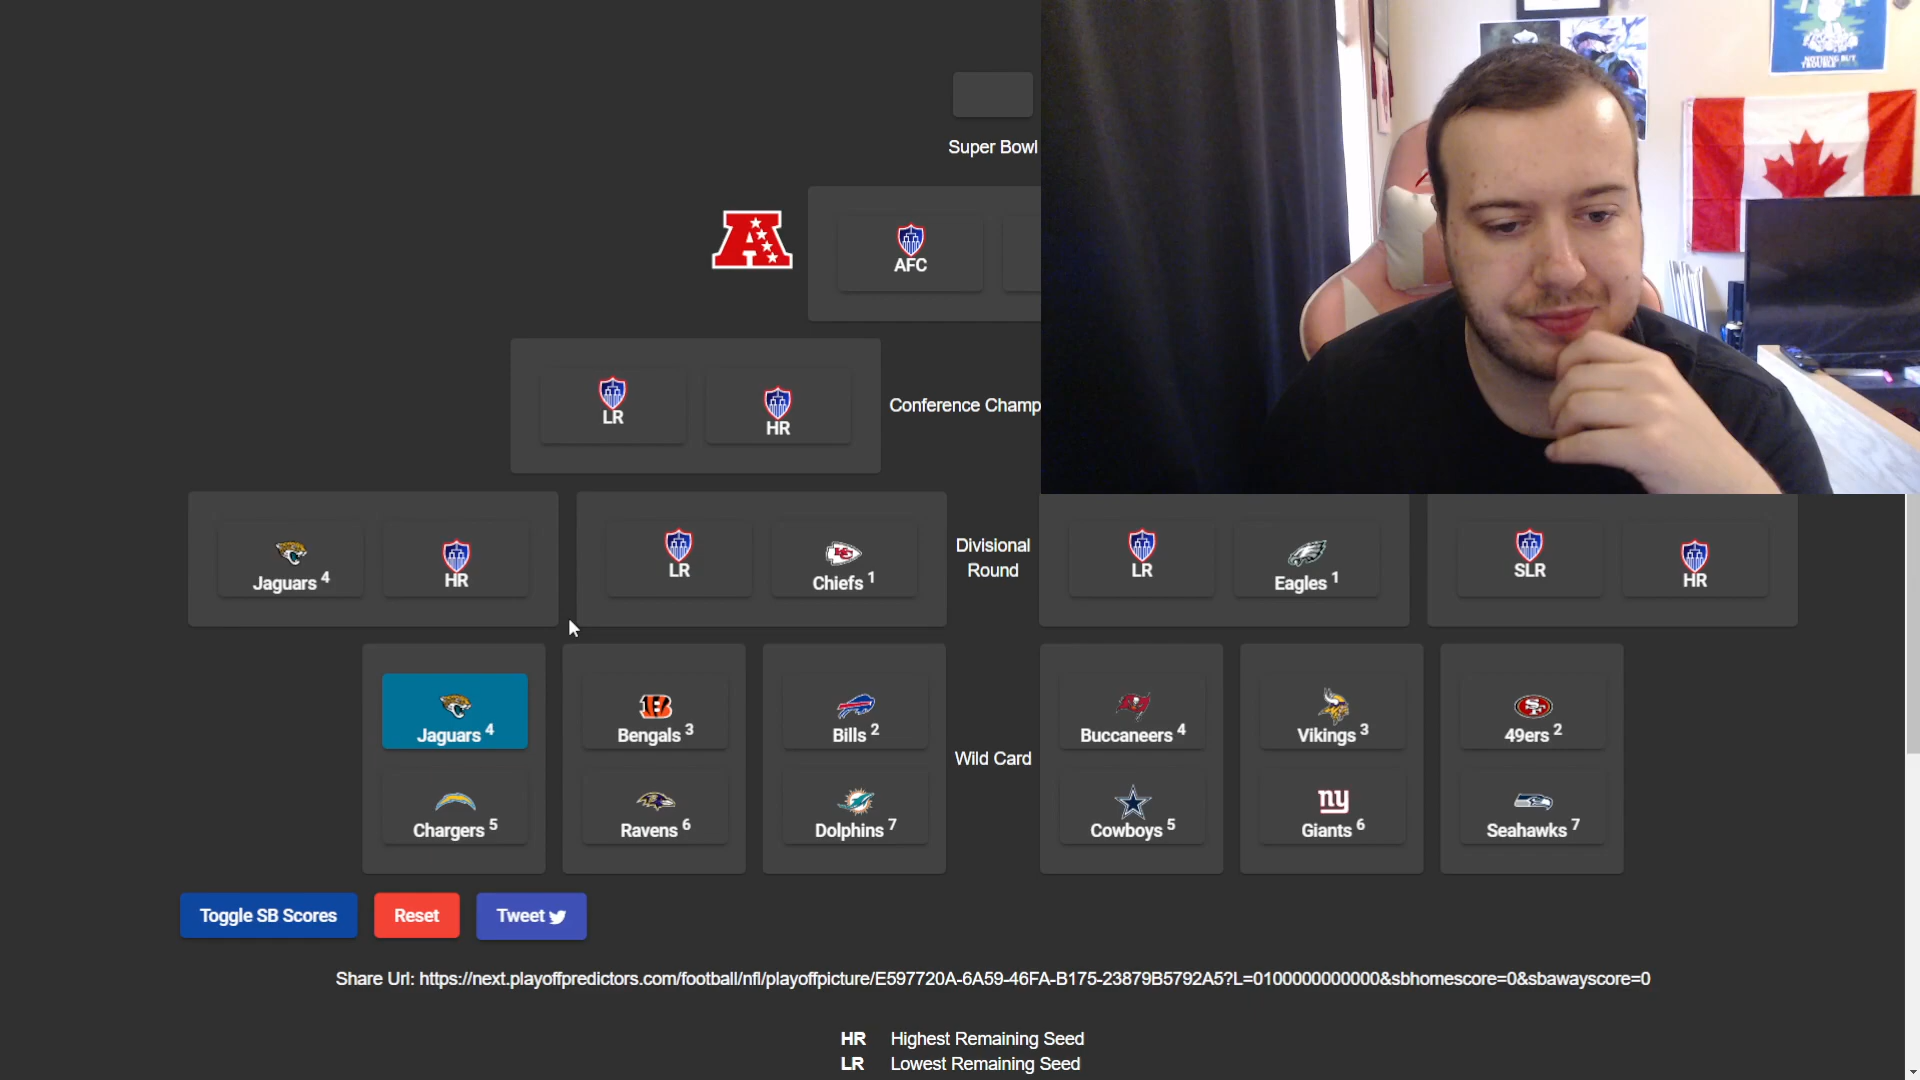 NOTHING BUT
TROUBLE
Super Bowl
AFC
LR
HR
Conference Champ
Jaguars 4
HR
LR
Chiefs 1
Divisional
Round
LR
Eagles 1
SLR
HR
Jaguars 4
Bengals 3
Bills 2
Buccaneers 4
Vikings 3
49ers 2
Wild Card
Chargers 5
Ravens 6
Dolphins 7
Cowboys 5
ny
Giants 6
Seahawks 7
Toggle SB Scores
Reset
Tweet
Share Url: https://next.playoffpredictors.com/football/nfl/playoffpicture/E597720A-6A59-46FA-B175-23879B5792A5?L=0100000000000&sbhomescore=0&sbawayscore=0
HR Highest Remaining Seed
LR Lowest Remaining Seed